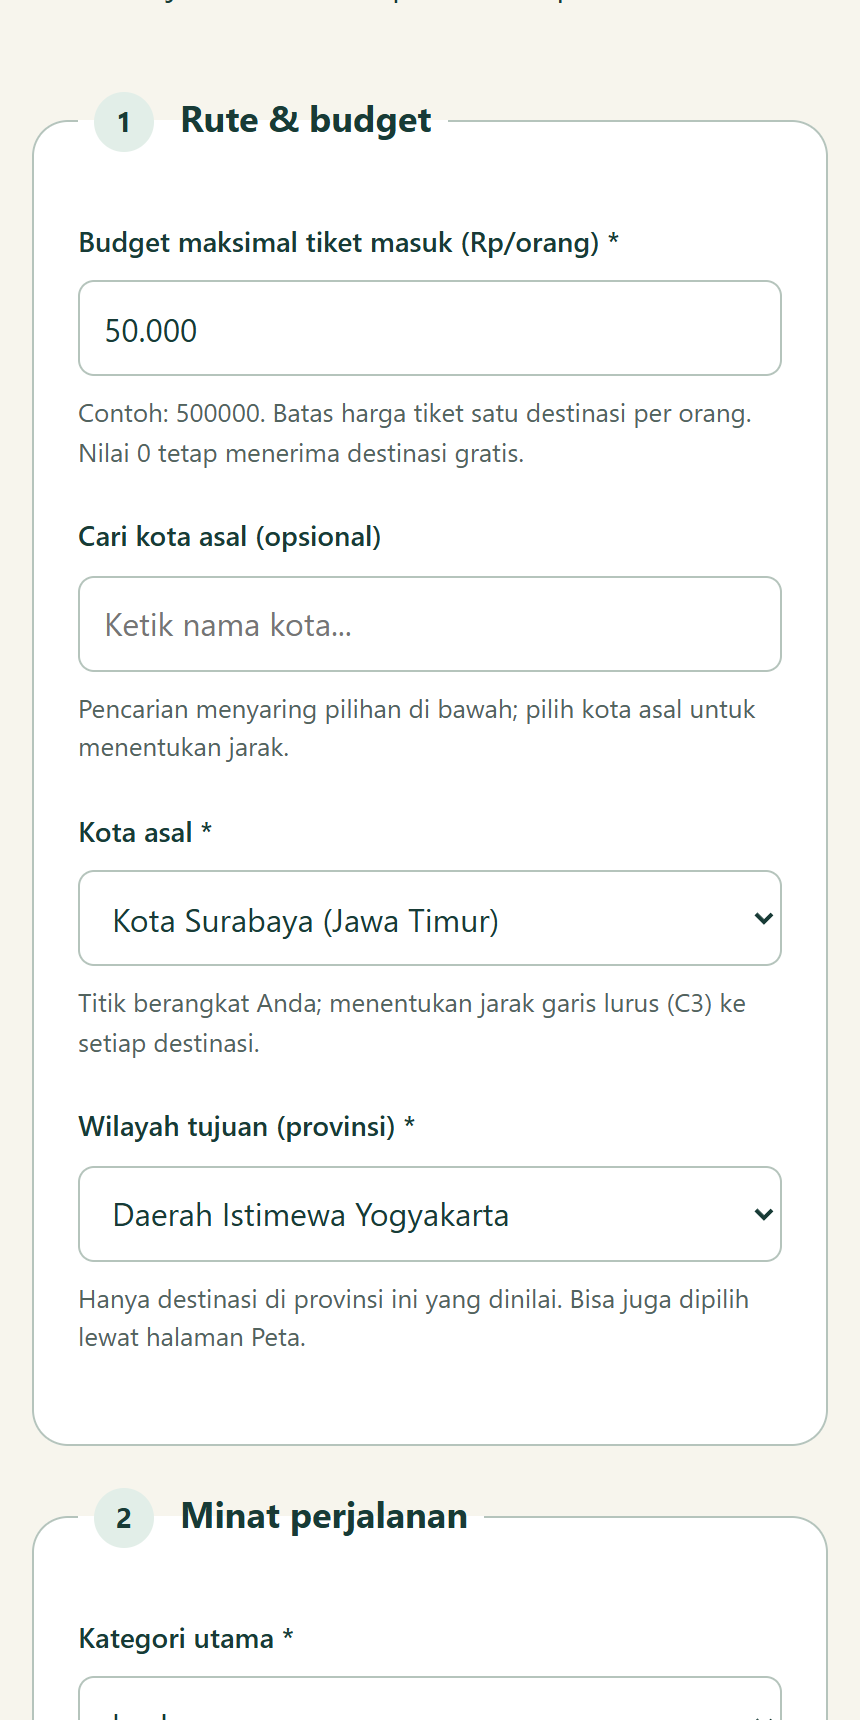 1 Rute & budget
Budget maksimal tiket masuk (Rp/orang) *
50.000
Contoh: 500000. Batas harga tiket satu destinasi per orang.
Nilai 0 tetap menerima destinasi gratis.
Cari kota asal (opsional)
Ketik nama kota...
Pencarian menyaring pilihan di bawah; pilih kota asal untuk
menentukan jarak.
Kota asal *
Kota Surabaya (Jawa Timur)
Titik berangkat Anda; menentukan jarak garis lurus (C3) ke
setiap destinasi.
Wilayah tujuan (provinsi) *
Daerah Istimewa Yogyakarta
Hanya destinasi di provinsi ini yang dinilai. Bisa juga dipilih
lewat halaman Peta.
2 Minat perjalanan
Kategori utama *